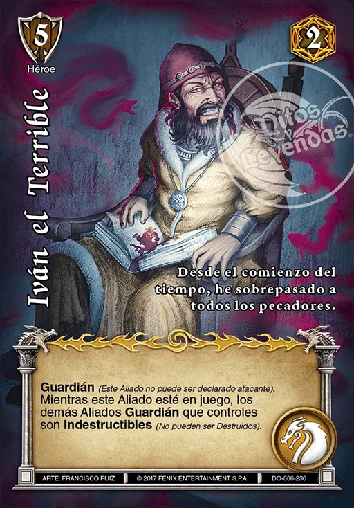 5
Héroe
2
Mitos
y
Leyendas
Iván el Terrible
Desde el comienzo del
tiempo, he sobrepasado a
todos los pecadores.
Guardián (Este Aliado no puede ser declarado atacante).
Mientras este Aliado esté en juego, los
demás Aliados Guardián que controles
son Indestructibles (No pueden ser Destruidos).
ARTE: FRANCISCO RUIZ
© 2017 FENIX ENTERTAINMENT S.PA.